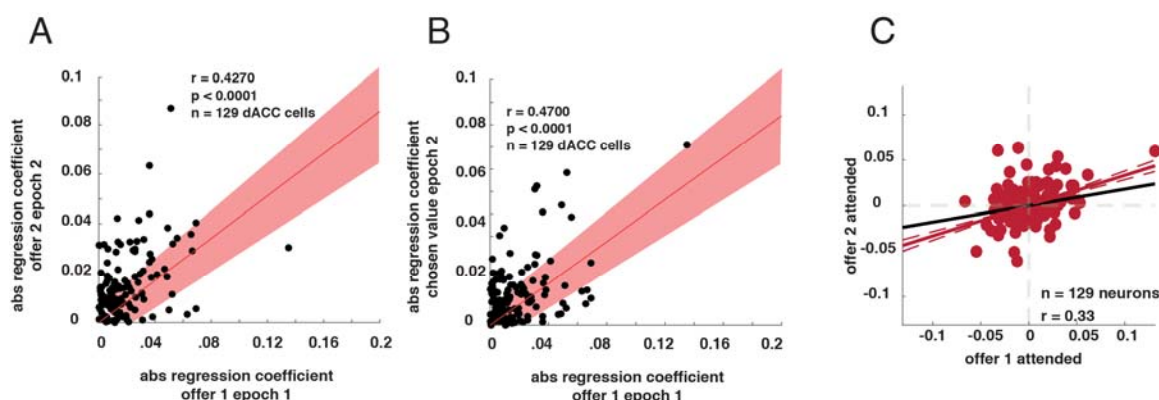 A
0.1
0.08
0.06
0.04
0.02
0
0
.04
.08
0.12
0.16
0.2
r = 0.4270
p < 0.0001
n = 129 dACC cells
abs regression coefficient
offer 2 epoch 2
abs regression coefficient
offer 1 epoch 1
B
0.1
0.08
0.06
0.04
0.02
0
0
.04
.08
0.12
0.16
0.2
r = 0.4700
p < 0.0001
n = 129 dACC cells
abs regression coefficient
chosen value epoch 2
abs regression coefficient
offer 1 epoch 1
C
0.1
0.05
0
-0.05
-0.1
-0.1
-0.05
0
0.05
0.1
n = 129 neurons
r = 0.33
offer 2 attended
offer 1 attended